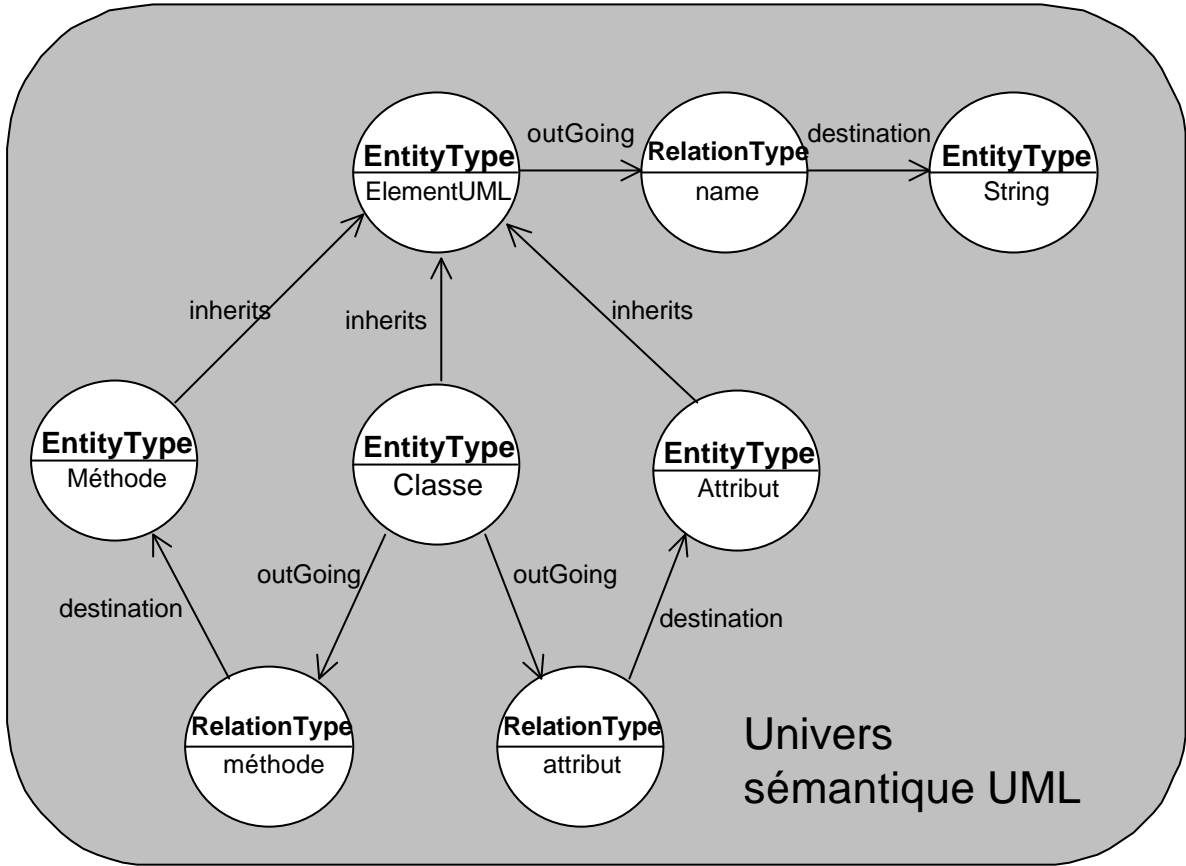 outGoing
destination
EntityType
ElementUML
RelationType
name
EntityType
String
inherits
inherits
inherits
EntityType
Méthode
EntityType
Classe
EntityType
Attribut
outGoing
outGoing
destination
destination
RelationType
méthode
RelationType
attribut
Univers
sémantique UML